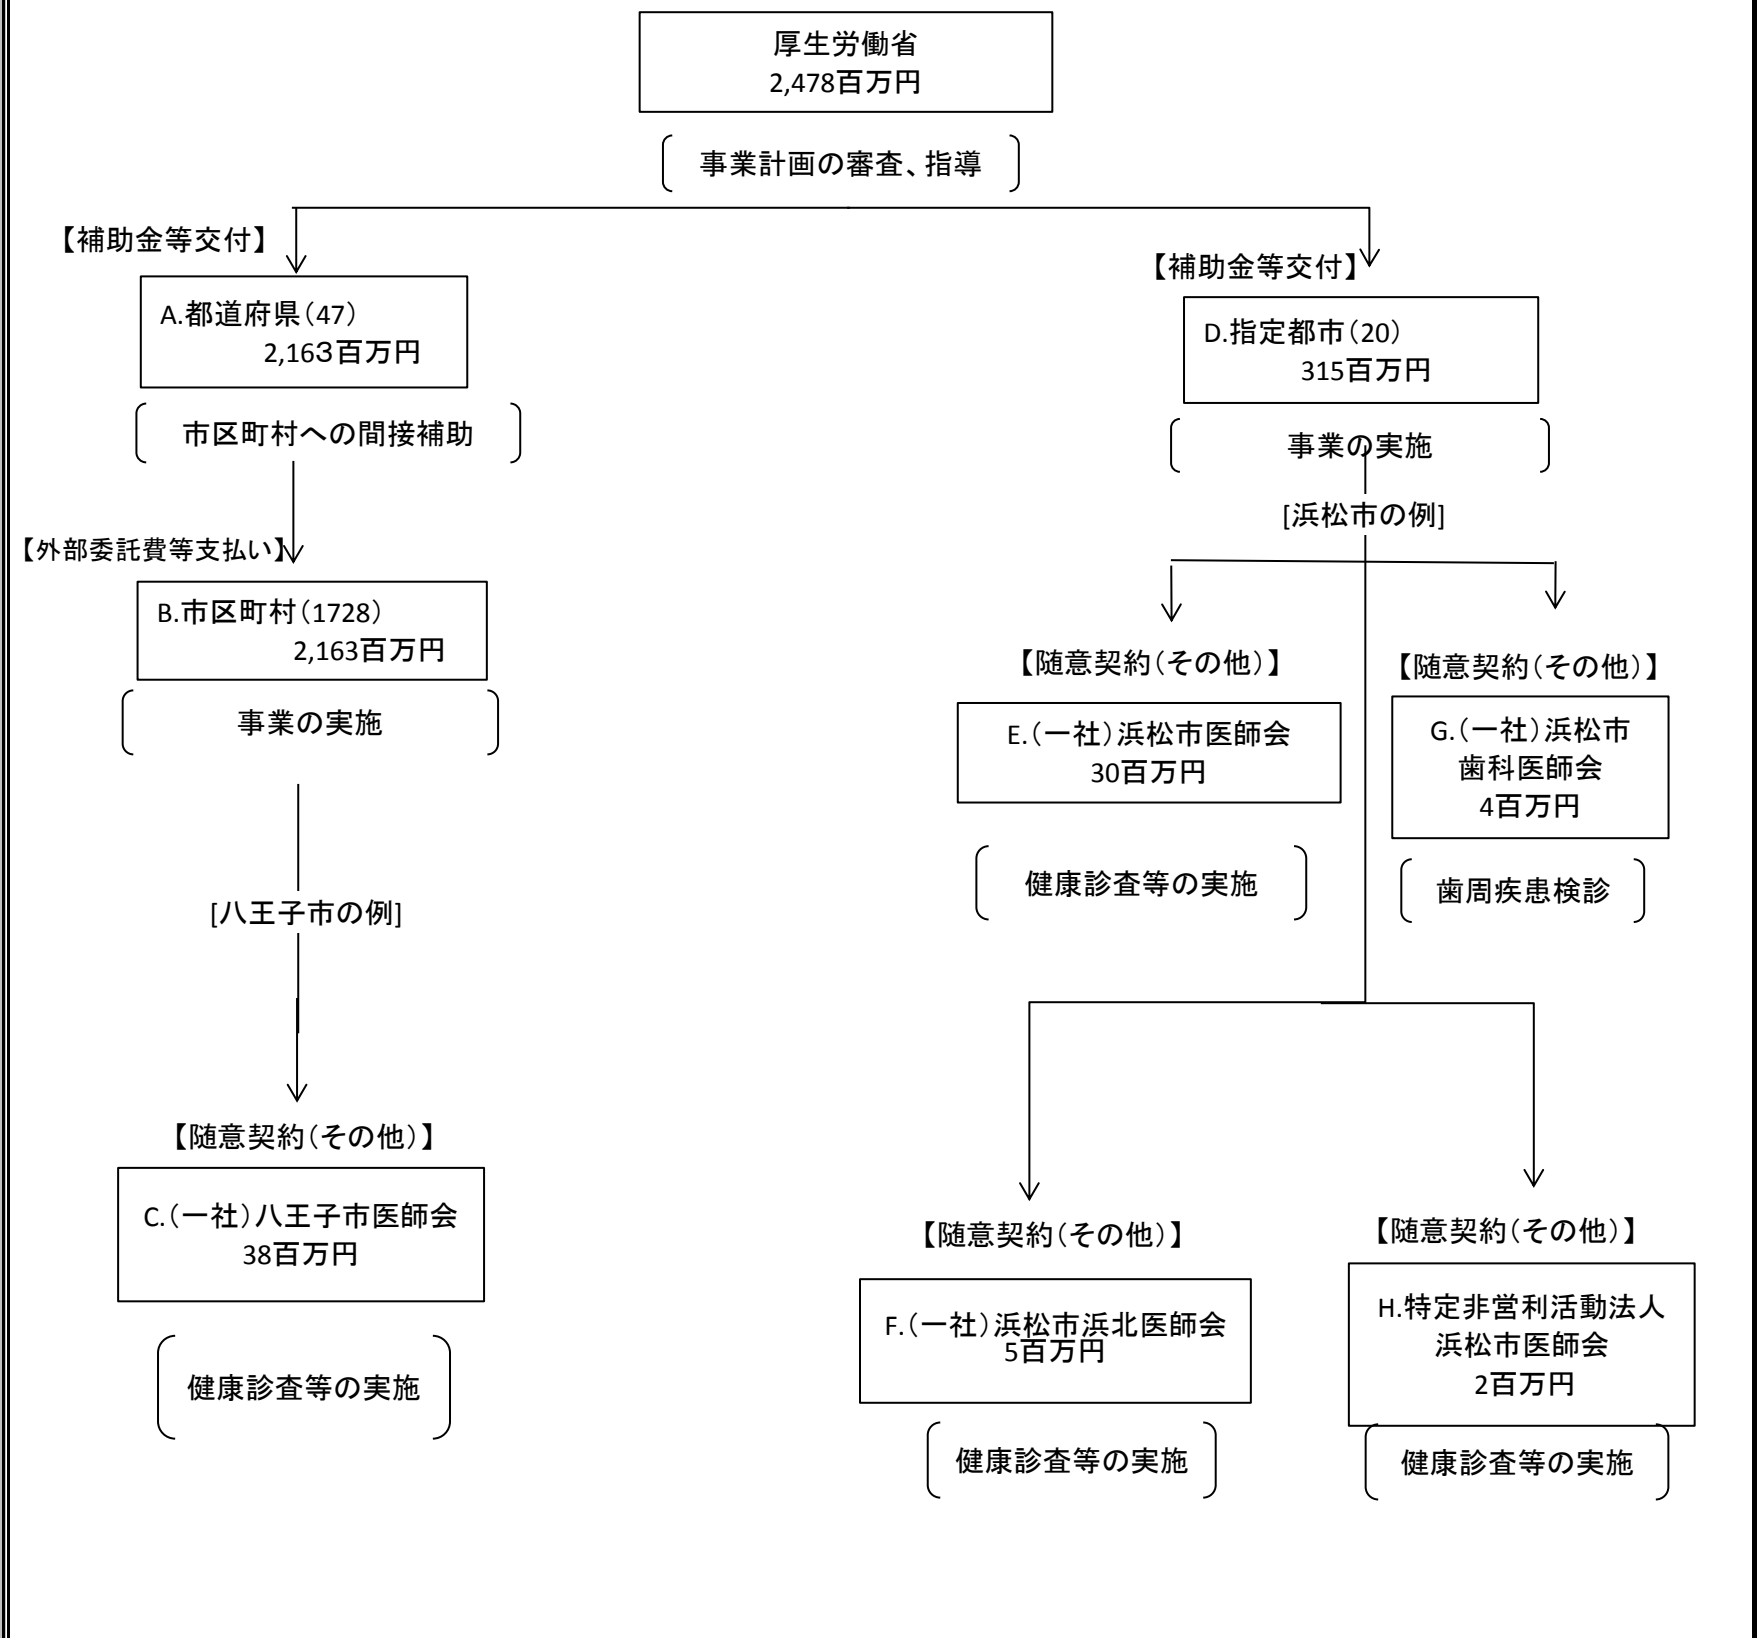 厚生労働省
2,478百万円
事業計画の審査、指導
【補助金等交付】
A.都道府県（47）
2,163百万円
市区町村への間接補助
【外部委託費等支払い】
B.市区町村（1728）
2,163百万円
事業の実施
[八王子市の例]
【随意契約（その他）】
C.（一社）八王子市医師会
38百万円
健康診査等の実施
【補助金等交付】
D.指定都市（20）
315百万円
事業の実施
[浜松市の例]
【随意契約（その他）】
E.（一社）浜松市医師会
30百万円
健康診査等の実施
【随意契約（その他）】
G.（一社）浜松市
歯科医師会
4百万円
歯周疾患検診
【随意契約（その他）】
F.（一社）浜松市浜北医師会
5百万円
健康診査等の実施
【随意契約（その他）】
H.特定非営利活動法人
浜松市医師会
2百万円
健康診査等の実施